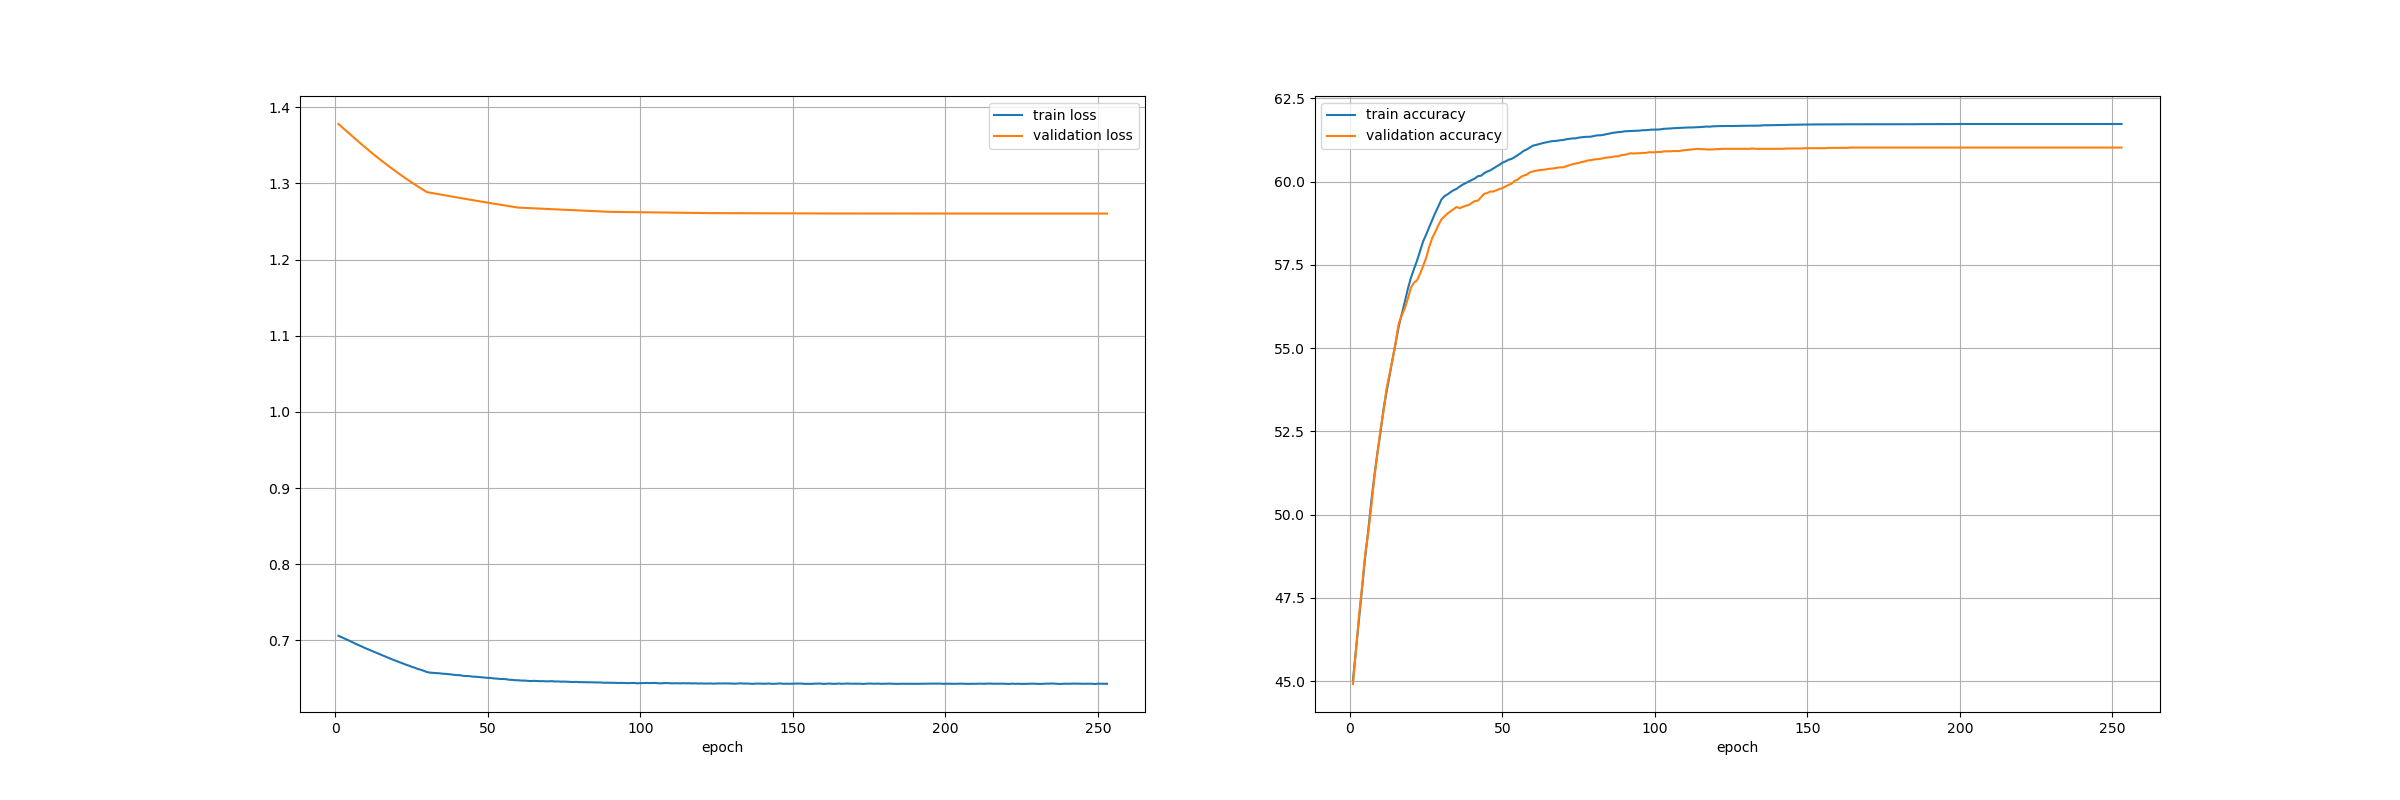 1.4
1.3
1.2
1.1
1.0
0.9
0.8
0.7
0 50 100 150 200 250
epoch
train loss
validation loss
62.5
60.0
57.5
55.0
52.5
50.0
47.5
45.0
0 50 100 150 200 250
epoch
train accuracy
validation accuracy